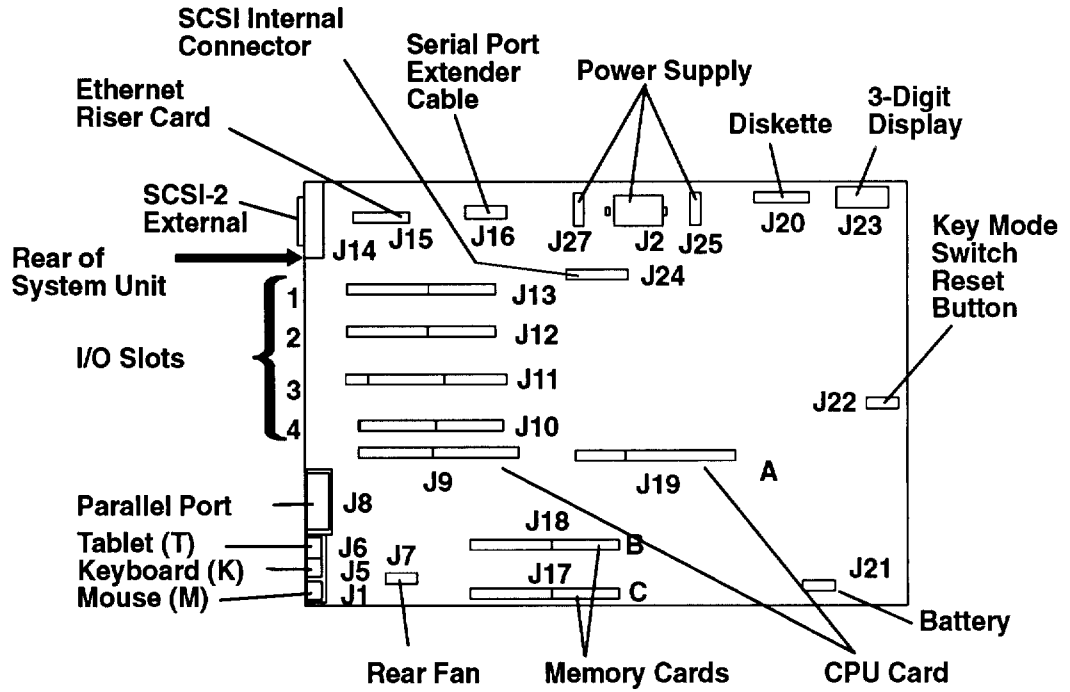 SCSI Internal
Connector
Serial Port
Extender
Cable
Power Supply
3-Digit
Display
Ethernet
Riser Card
Diskette
SCSI-2
External
J14
J15
J16
J27
J2
J25
J20
J23
Key Mode
Switch
Reset
Button
Rear of
System Unit
J24
1
J13
2
J12
I/O Slots
3
J11
J22
4
J10
J9
J19
A
Parallel Port
J8
J18
Tablet (T)
J6
J7
B
Keyboard (K)
J5
J17
J21
Mouse (M)
J1
C
Battery
Rear Fan
Memory Cards
CPU Card